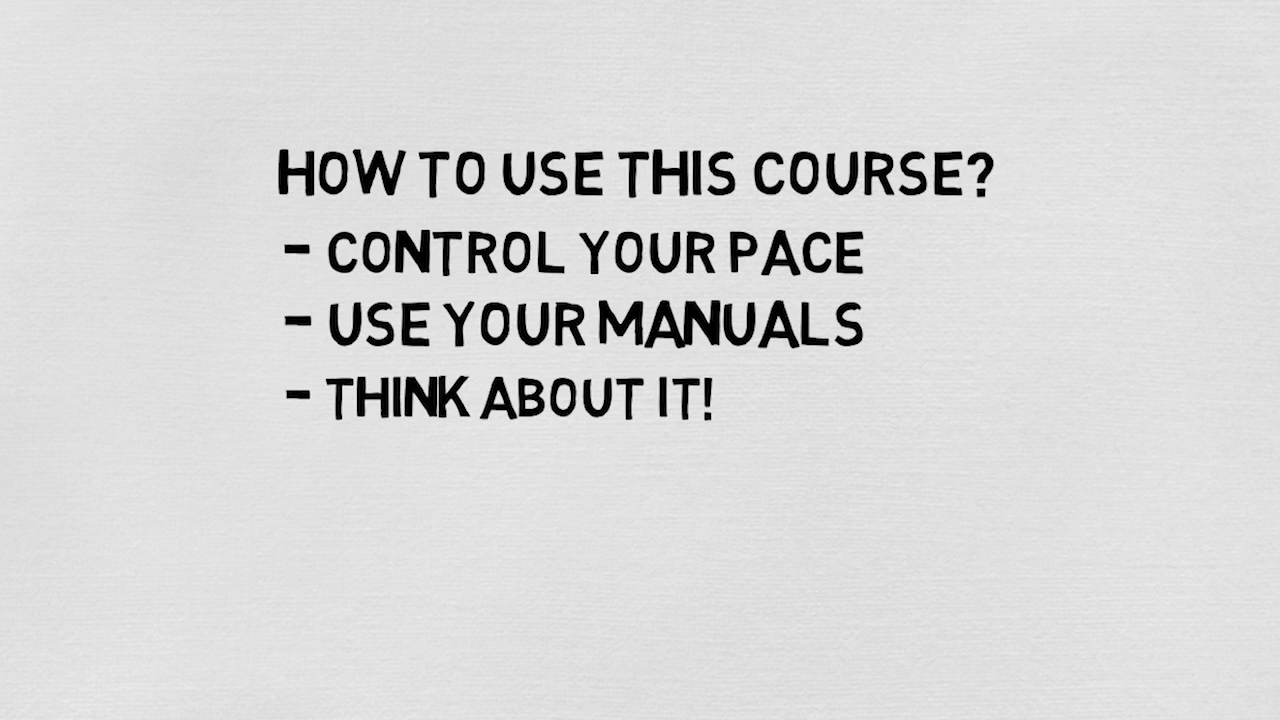 HOW TO USE THIS COURSE?
- CONTROL YOUR PACE
- USE YOUR MANUALS
- THINK ABOUT IT!